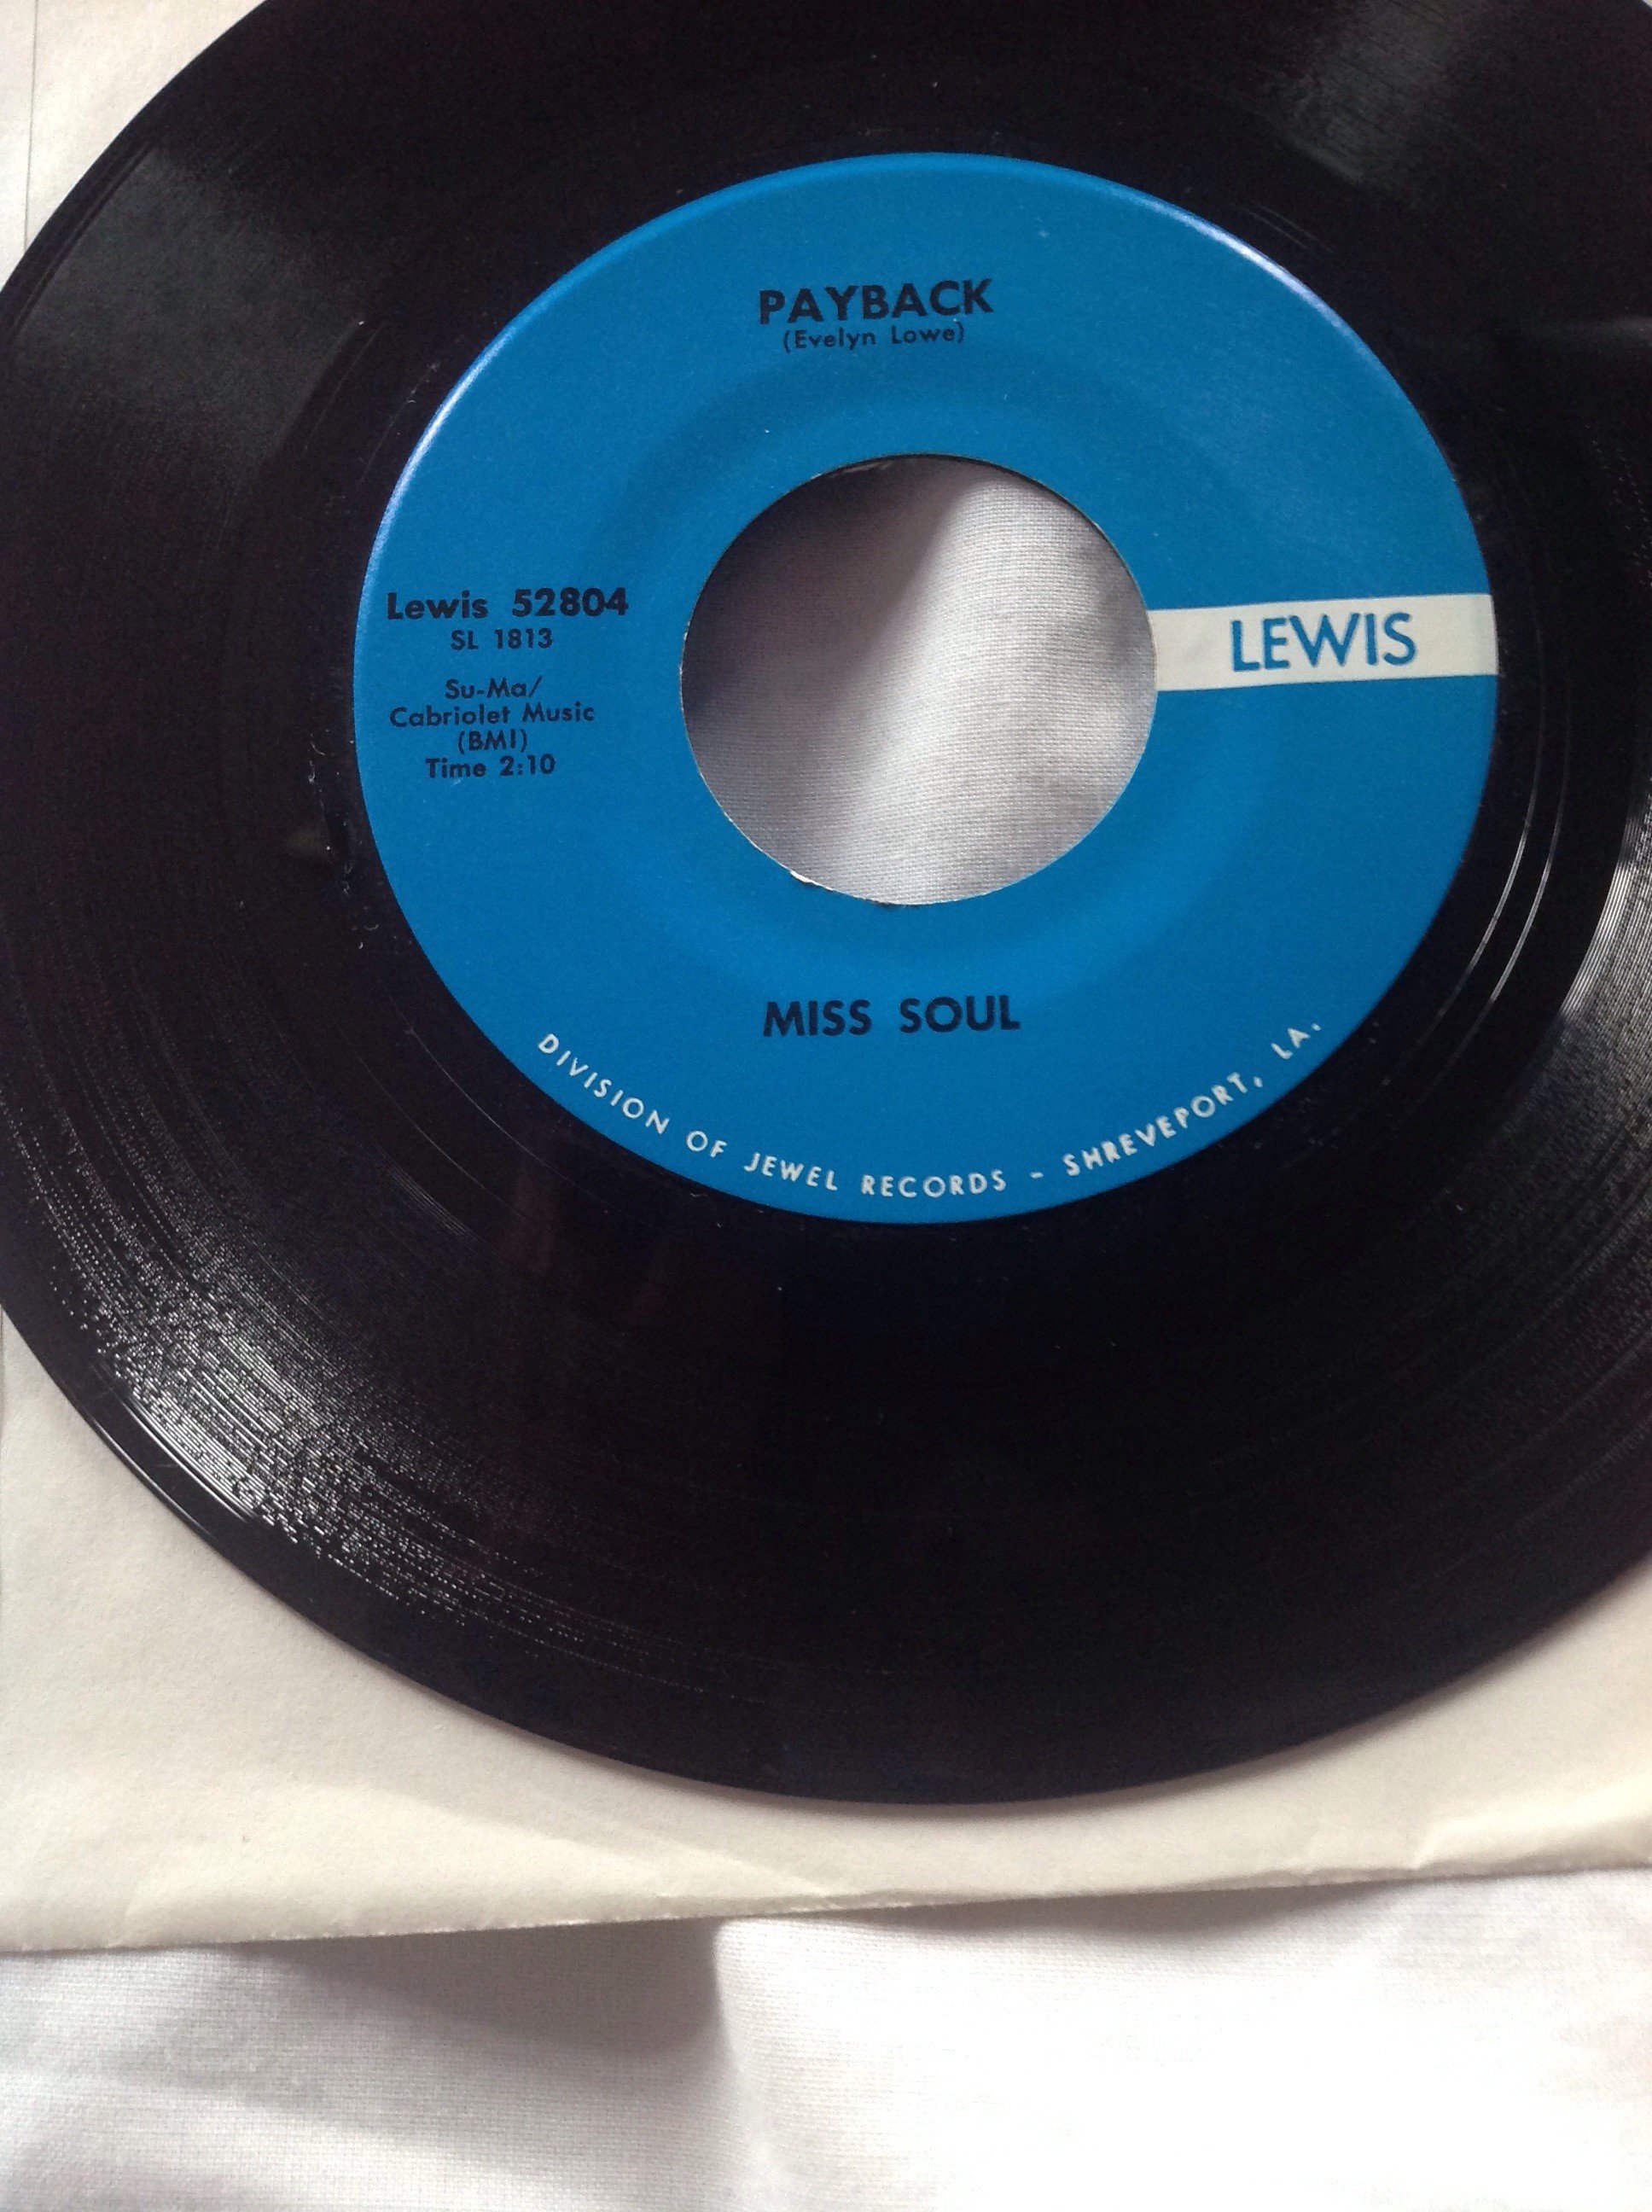 PAYBACK
(Evelyn Lowe)
Lewis 52804
SL 1813
Su-Ma/
Cabriolet Music
(BMI)
Time 2:10
LEWIS
MISS SOUL
DIVISION OF JEWEL RECORDS - SHREVEPORT, LA.